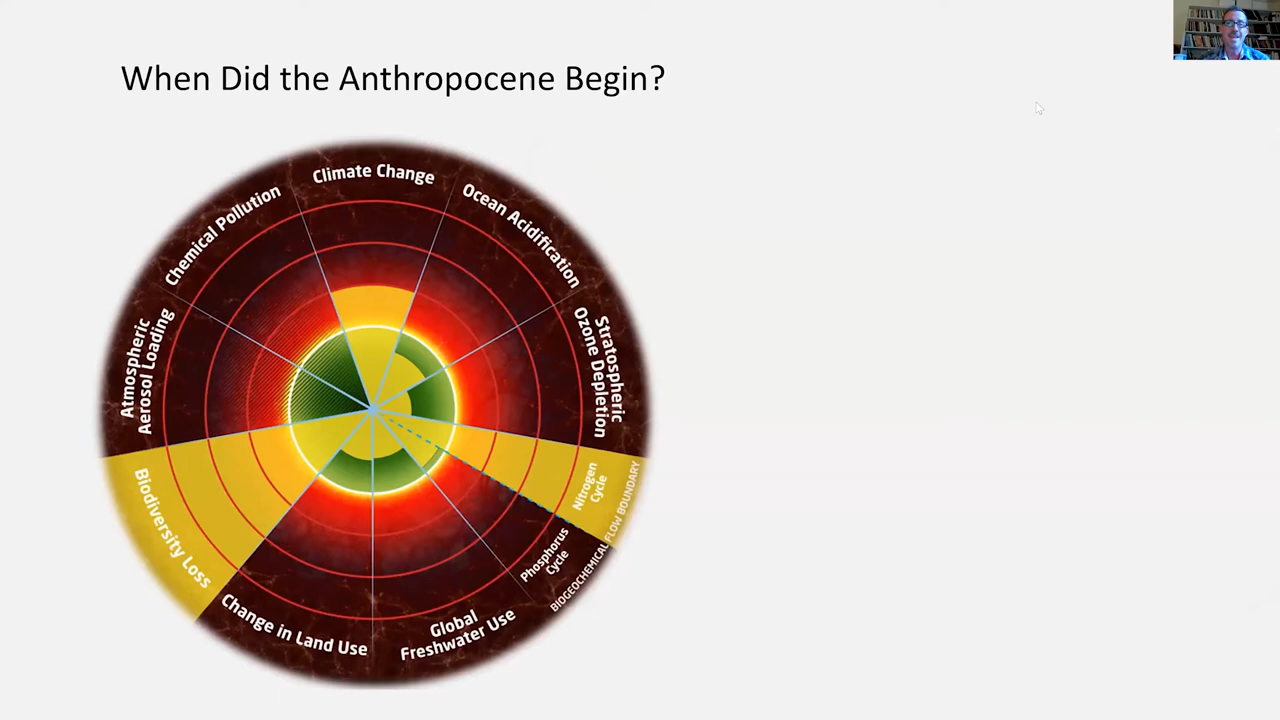 When Did the Anthropocene Begin?
Climate Change
Ocean Acidification
Stratospheric
Ozone Depletion
Nitrogen
Cycle
Phosphorus
Cycle
BIOGEOCHEMICAL FLOW BOUNDARY
Global
Freshwater Use
Change in Land Use
Biodiversity Loss
Atmospheric
Aerosol Loading
Chemical Pollution